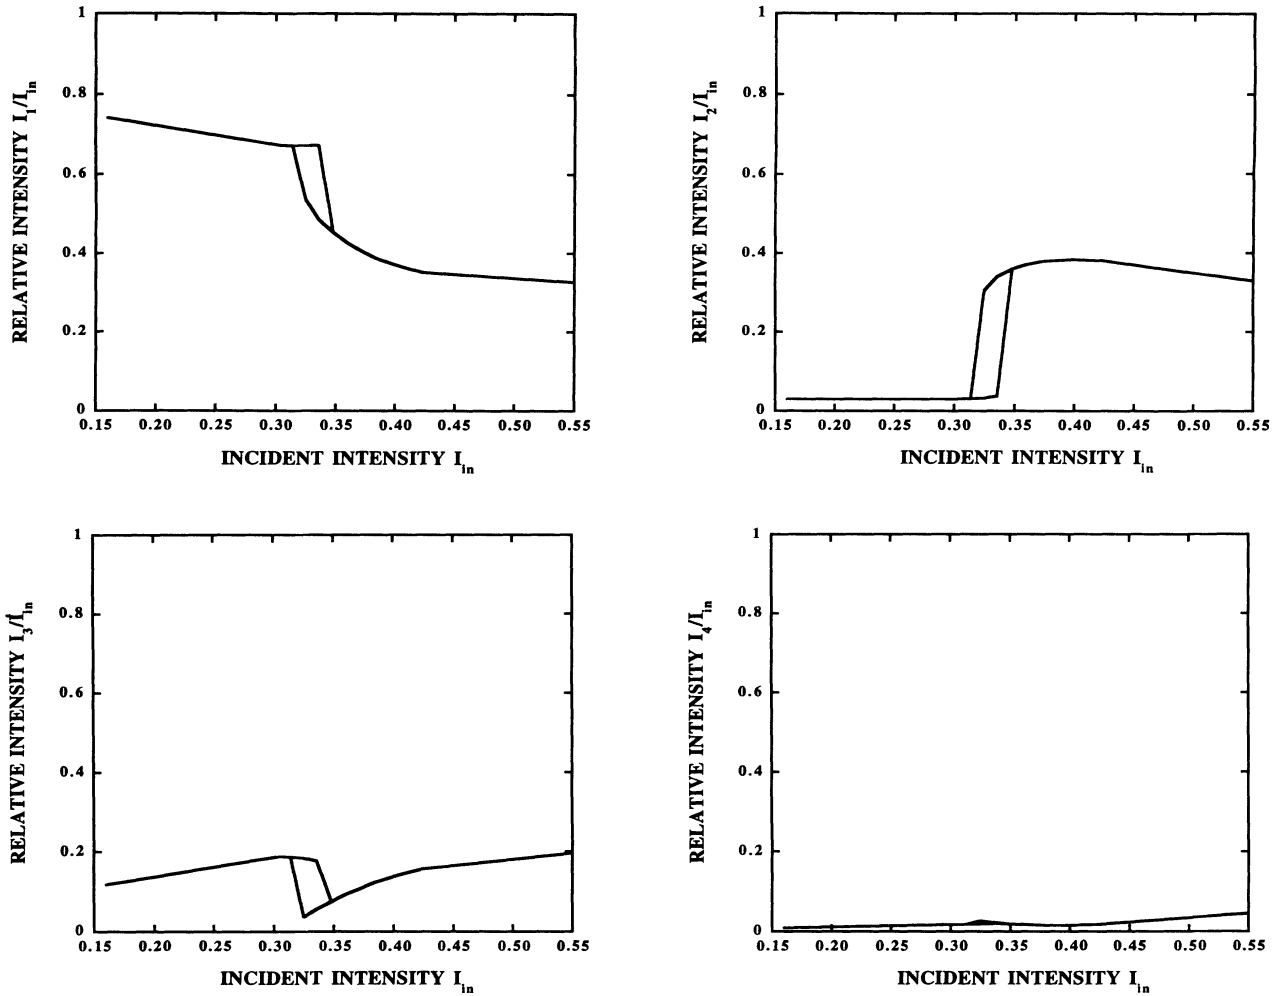 RELATIVE INTENSITY I1/Iin
1
0.8
0.6
0.4
0.2
0
0.15 0.20 0.25 0.30 0.35 0.40 0.45 0.50 0.55
INCIDENT INTENSITY Iin
RELATIVE INTENSITY I2/Iin
1
0.8
0.6
0.4
0.2
0
0.15 0.20 0.25 0.30 0.35 0.40 0.45 0.50 0.55
INCIDENT INTENSITY Iin
RELATIVE INTENSITY I3/Iin
1
0.8
0.6
0.4
0.2
0
0.15 0.20 0.25 0.30 0.35 0.40 0.45 0.50 0.55
INCIDENT INTENSITY Iin
RELATIVE INTENSITY I4/Iin
1
0.8
0.6
0.4
0.2
0
0.15 0.20 0.25 0.30 0.35 0.40 0.45 0.50 0.55
INCIDENT INTENSITY Iin